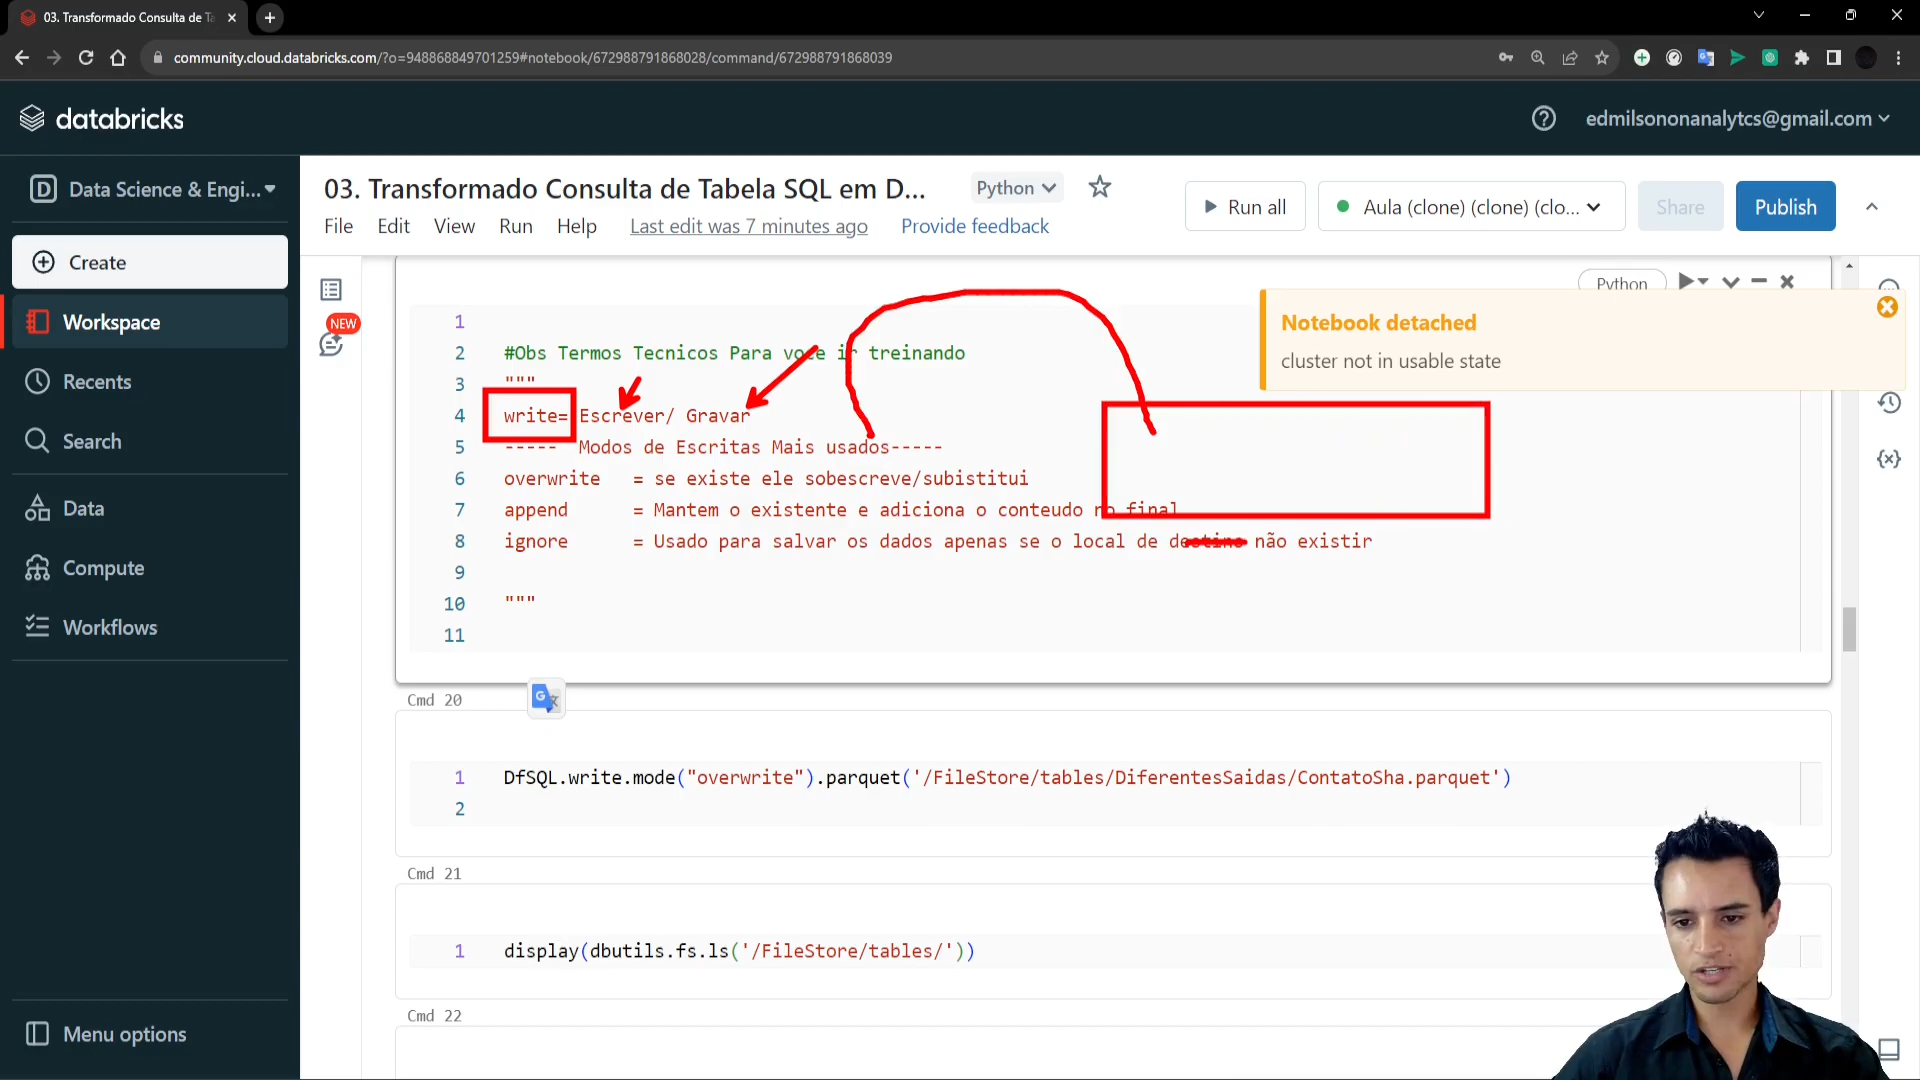 03. Transformado Consulta de Ta
community.cloud.databricks.com/?o=948868849701259#notebook/672988791868028/command/672988791868039
databricks
edmilsononanalytcs@gmail.com
D Data Science & Engi...
03. Transformado Consulta de Tabela SQL em D...
Python
Run all
Aula (clone) (clone) (clo...
Share
Publish
File Edit View Run Help Last edit was 7 minutes ago Provide feedback
Create
Workspace
Recents
Search
Data
Compute
Workflows
Menu options
NEW
Python
Notebook detached
cluster not in usable state
1
2 #Obs Termos Tecnicos Para voce ir treinando
3 """
4 write= Escrever/ Gravar
5 ----- Modos de Escritas Mais usados-----
6 overwrite = se existe ele sobescreve/subistitui
7 append = Mantem o existente e adiciona o conteudo no final
8 ignore = Usado para salvar os dados apenas se o local de destino não existir
9
10 """
11
Cmd 20
1 DfSQL.write.mode("overwrite").parquet('/FileStore/tables/DiferentesSaidas/ContatoSha.parquet')
2
Cmd 21
1 display(dbutils.fs.ls('/FileStore/tables/'))
Cmd 22